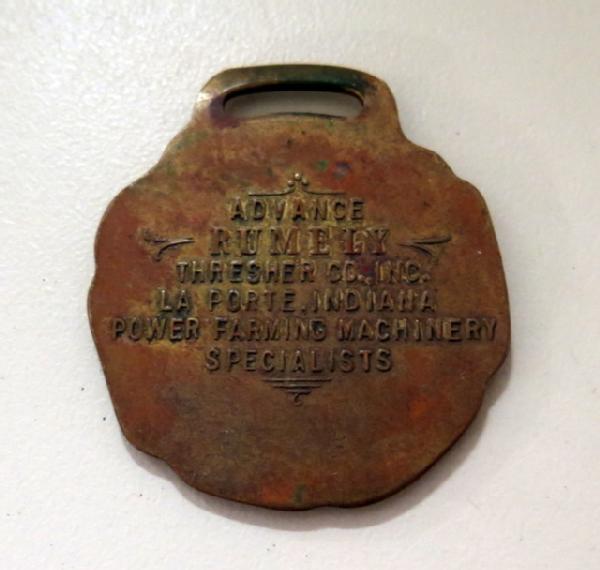 ADVANCE
RUMELY
THRESHER CO., INC.
LA PORTE, INDIANA
POWER FARMING MACHINERY
SPECIALISTS